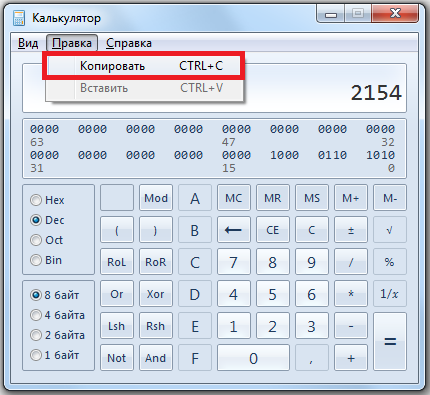 Калькулятор
Вид Правка Справка
Копировать CTRL+C
Вставить CTRL+V
2154
0000 0000 0000 0000 0000 0000 0000 0000
63 47 32
0000 0000 0000 0000 0000 1000 0110 1010
31 15 0
Hex Mod A MC MR MS M+ M-
Dec ( ) B ← CE C ± √
Oct
Bin RoL RoR C 7 8 9 / %
8 байт Or Xor D 4 5 6 * 1/x
4 байта Lsh Rsh E 1 2 3 - =
2 байта
1 байт Not And F 0 , +